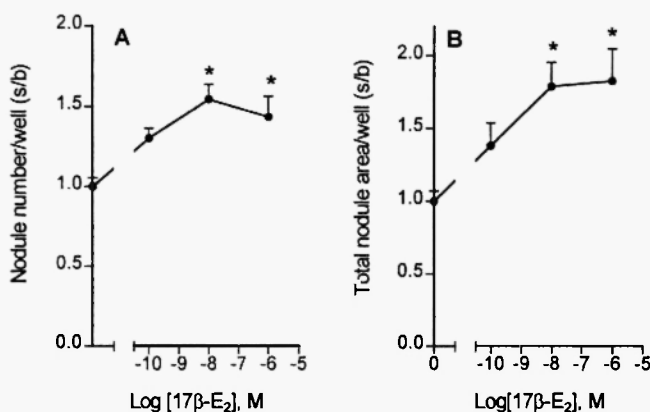 A
* *
Nodule number/well (s/b)
2.0
1.5
1.0
0.5
0.0
-10 -9 -8 -7 -6 -5
Log [17β-E₂], M
B
* *
Total nodule area/well (s/b)
2.0
1.5
1.0
0.5
0.0
0 -10 -9 -8 -7 -6 -5
Log[17β-E₂], M